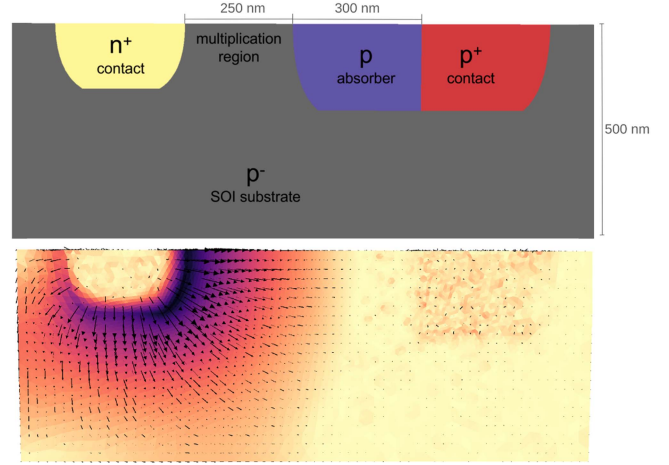 250 nm
300 nm
n+
contact
multiplication
region
p
absorber
p+
contact
500 nm
p-
SOI substrate